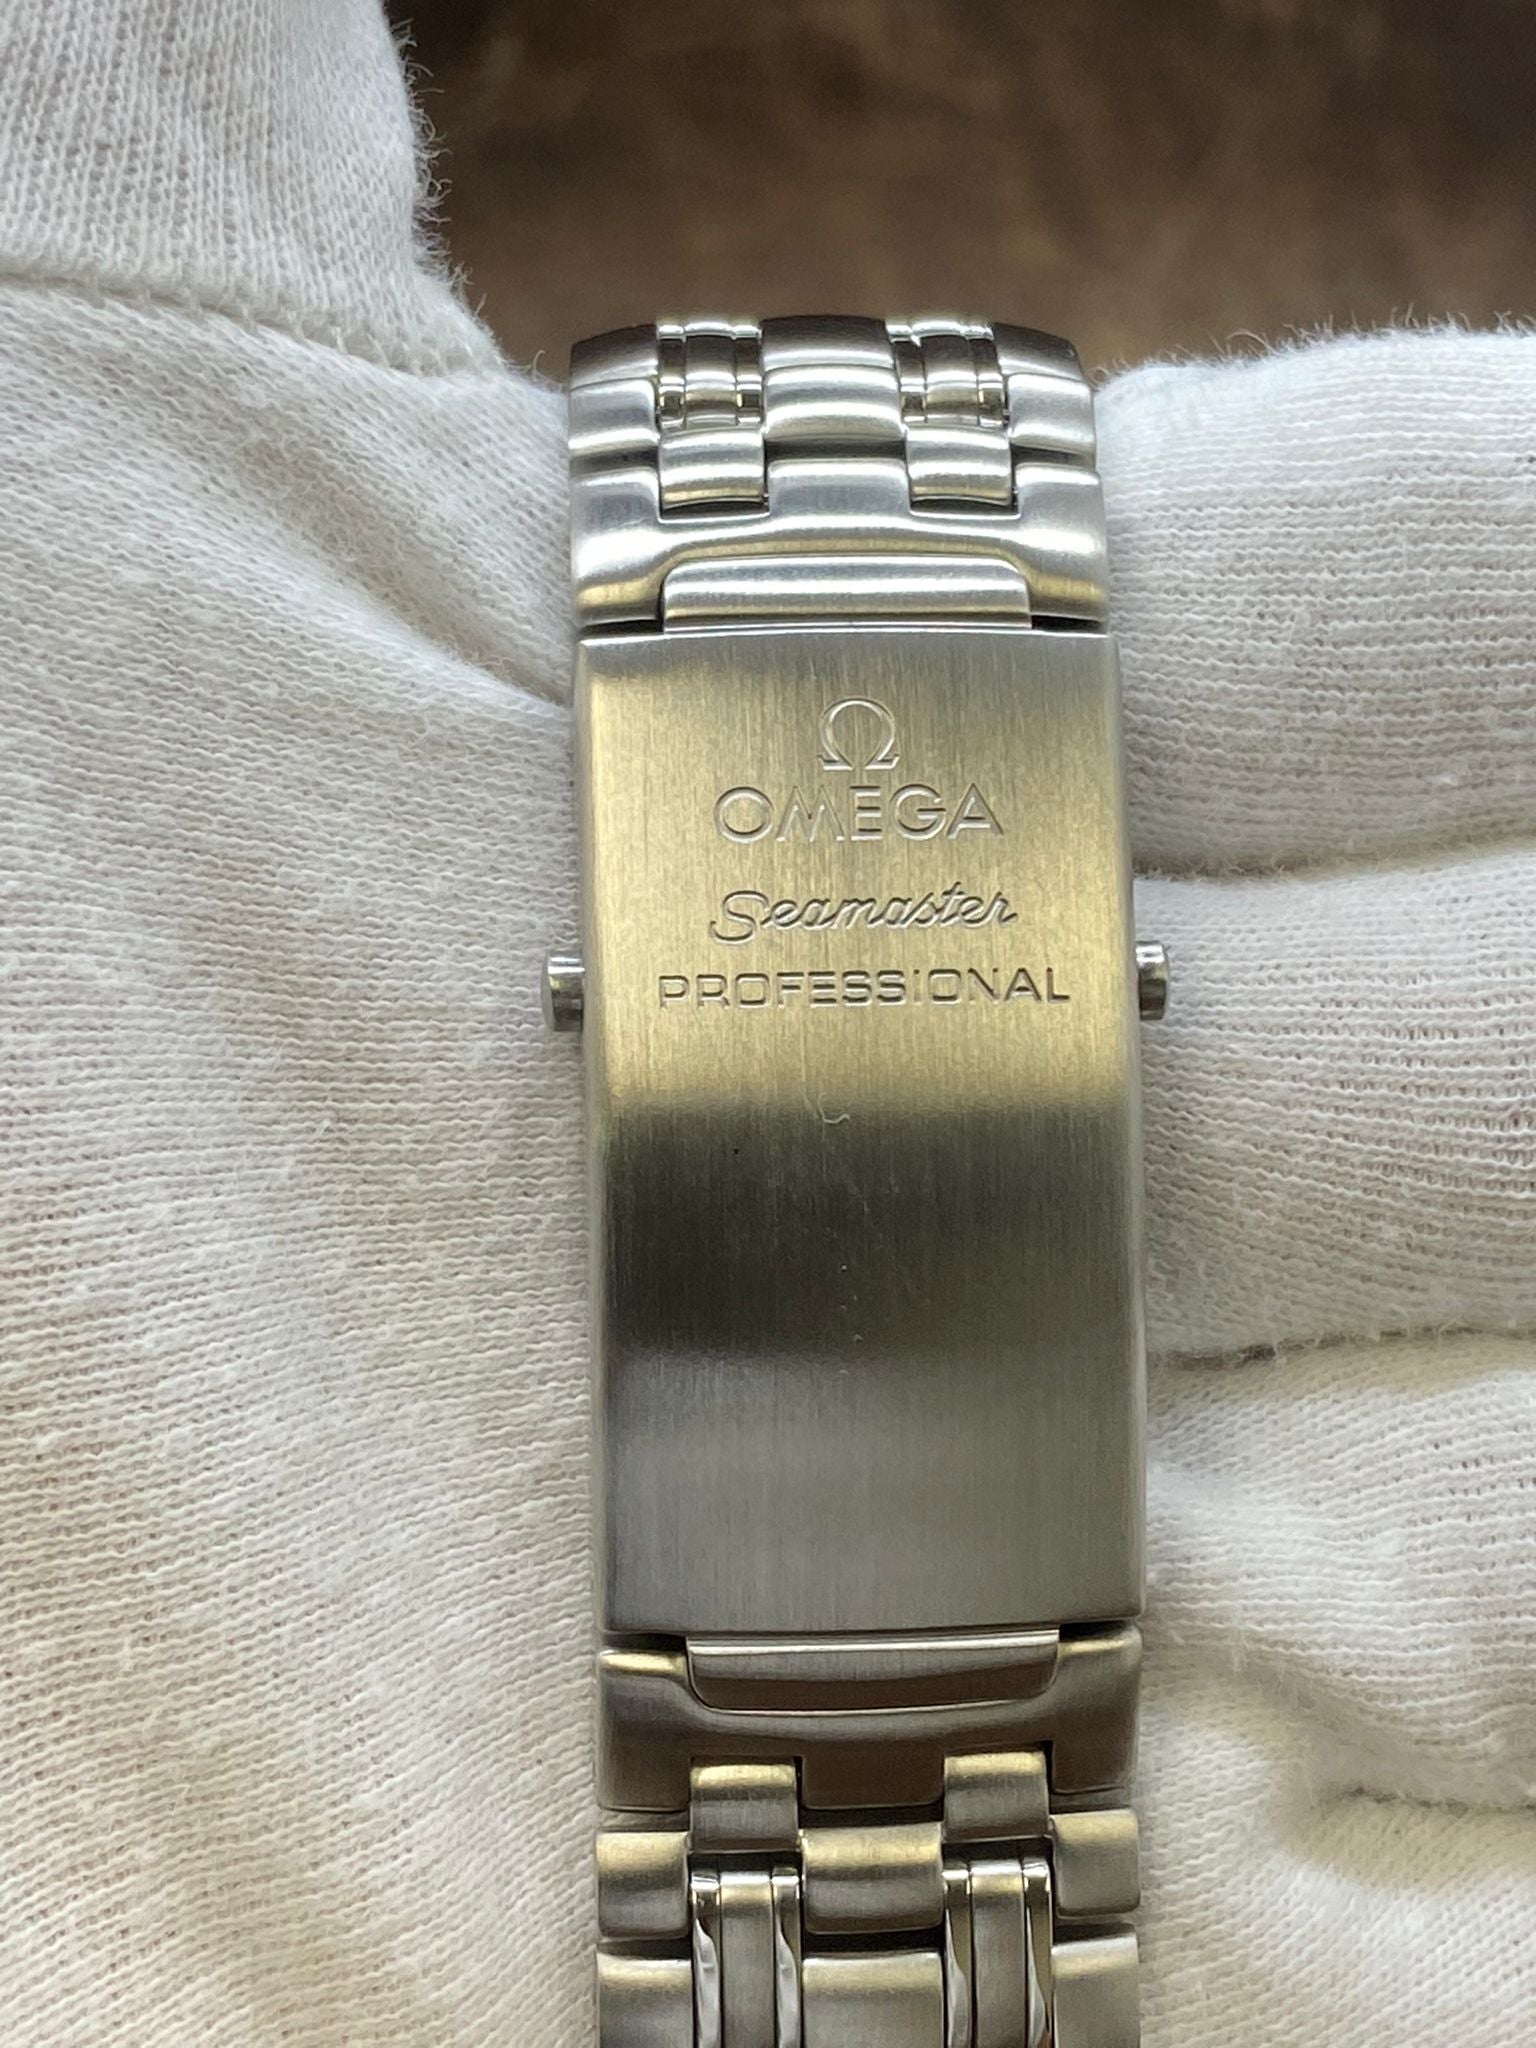 Ω
OMEGA
Seamaster
PROFESSIONAL